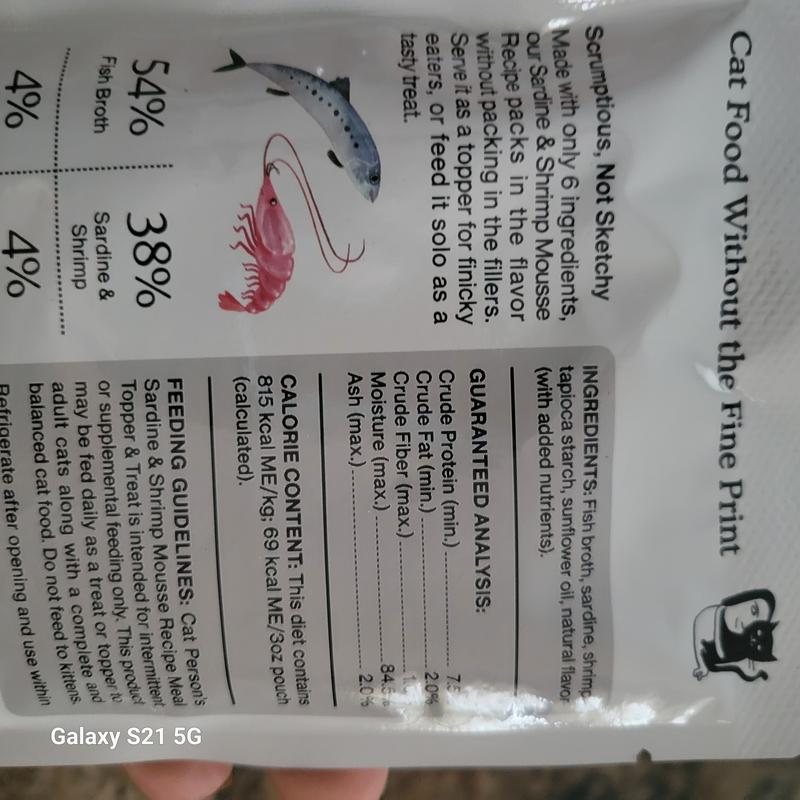 Cat Food Without the Fine Print
Scrumptious, Not Sketchy
Made with only 6 ingredients,
our Sardine & Shrimp Mousse
Recipe packs in the flavor
without packing in the fillers.
Serve it as a topper for finicky
eaters, or feed it solo as a
tasty treat.
54%
Fish Broth
38%
Sardine &
Shrimp
4%
4%
INGREDIENTS: Fish broth, sardine, shrimp,
tapioca starch, sunflower oil, natural flavor
(with added nutrients).
GUARANTEED ANALYSIS:
Crude Protein (min.)
Crude Fat (min.) 2.0%
Crude Fiber (max.)
Moisture (max.)
Ash (max.) 2.0%
CALORIE CONTENT: This diet contains
815 kcal ME/kg; 69 kcal ME/3oz pouch
(calculated).
FEEDING GUIDELINES: Cat Person's
Sardine & Shrimp Mousse Recipe Meal
Topper & Treat is intended for intermittent
or supplemental feeding only. This product
may be fed daily as a treat or topper to
adult cats along with a complete and
balanced cat food. Do not feed to kittens.
Refrigerate after opening and use within
Galaxy S21 5G